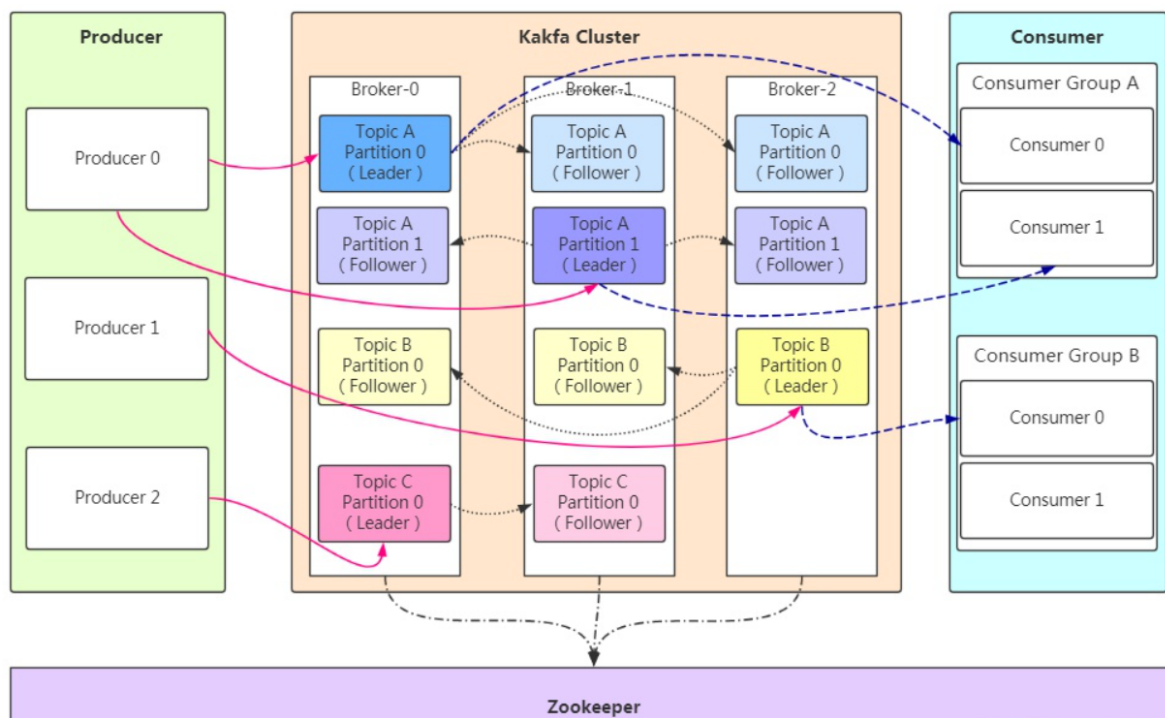 Producer
Producer 0
Producer 1
Producer 2
Kakfa Cluster
Broker-0
Topic A
Partition 0
( Leader )
Topic A
Partition 1
( Follower )
Topic B
Partition 0
( Follower )
Topic C
Partition 0
( Leader )
Broker-1
Topic A
Partition 0
( Follower )
Topic A
Partition 1
( Leader )
Topic B
Partition 0
( Follower )
Topic C
Partition 0
( Follower )
Broker-2
Topic A
Partition 0
( Follower )
Topic A
Partition 1
( Follower )
Topic B
Partition 0
( Leader )
Consumer
Consumer Group A
Consumer 0
Consumer 1
Consumer Group B
Consumer 0
Consumer 1
Zookeeper